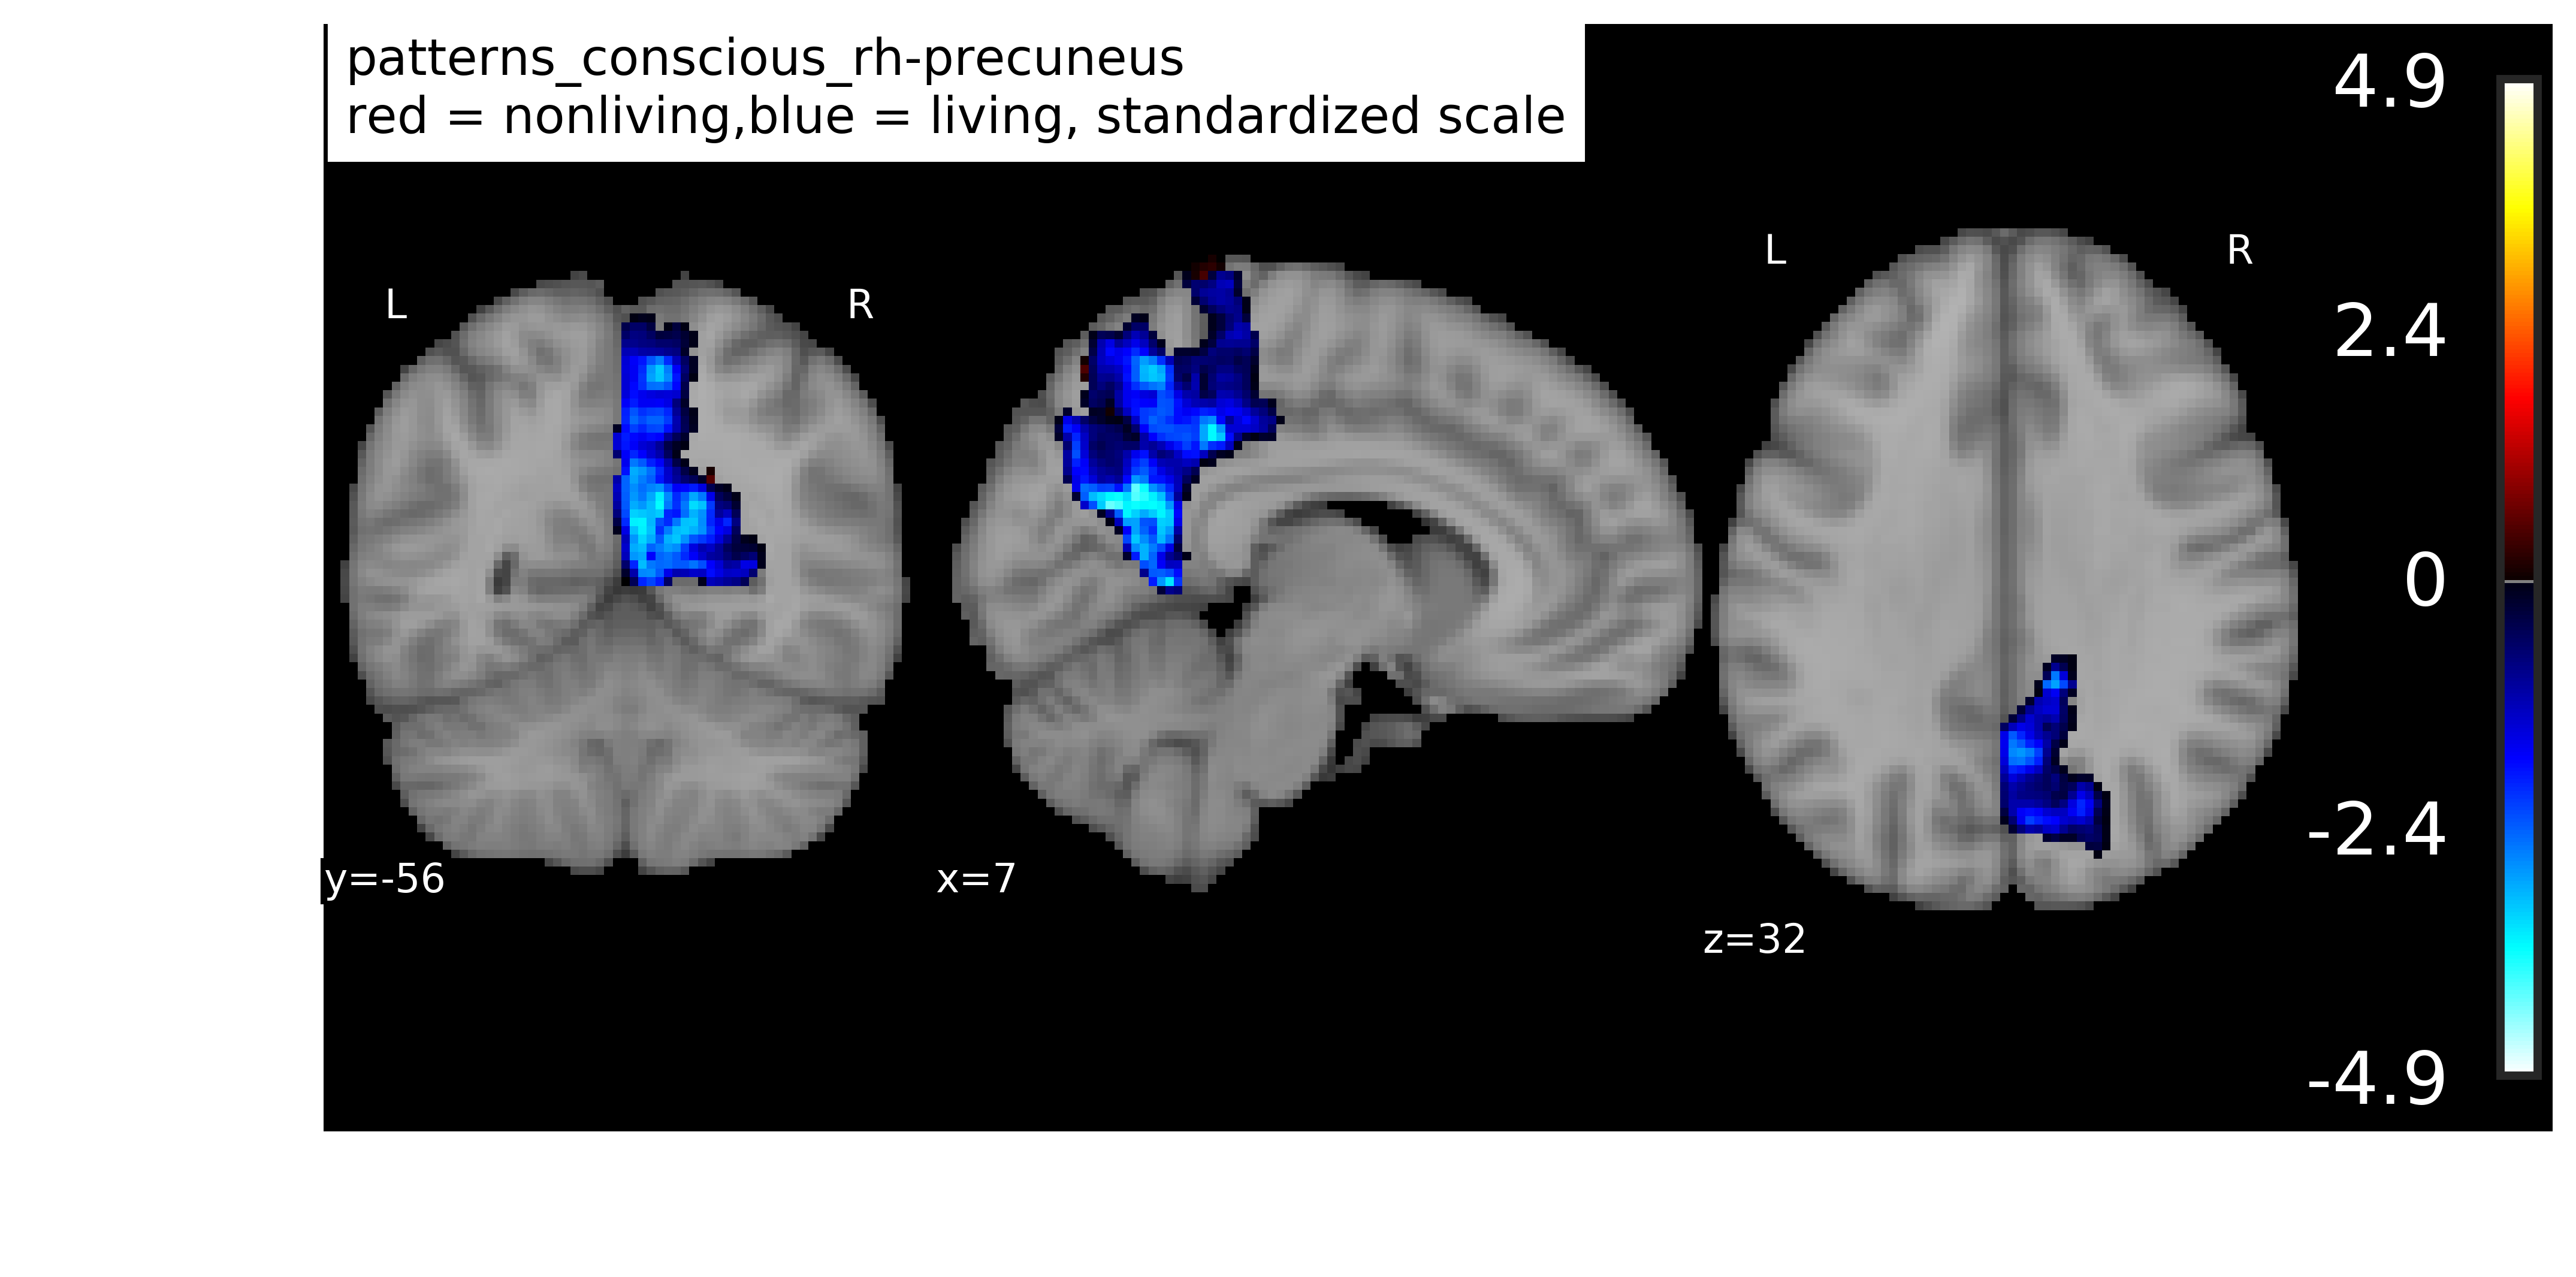 patterns_conscious_rh-precuneus
red = nonliving,blue = living, standardized scale
4.9
2.4
0
-2.4
-4.9
L R
L R
y=-56
x=7
z=32